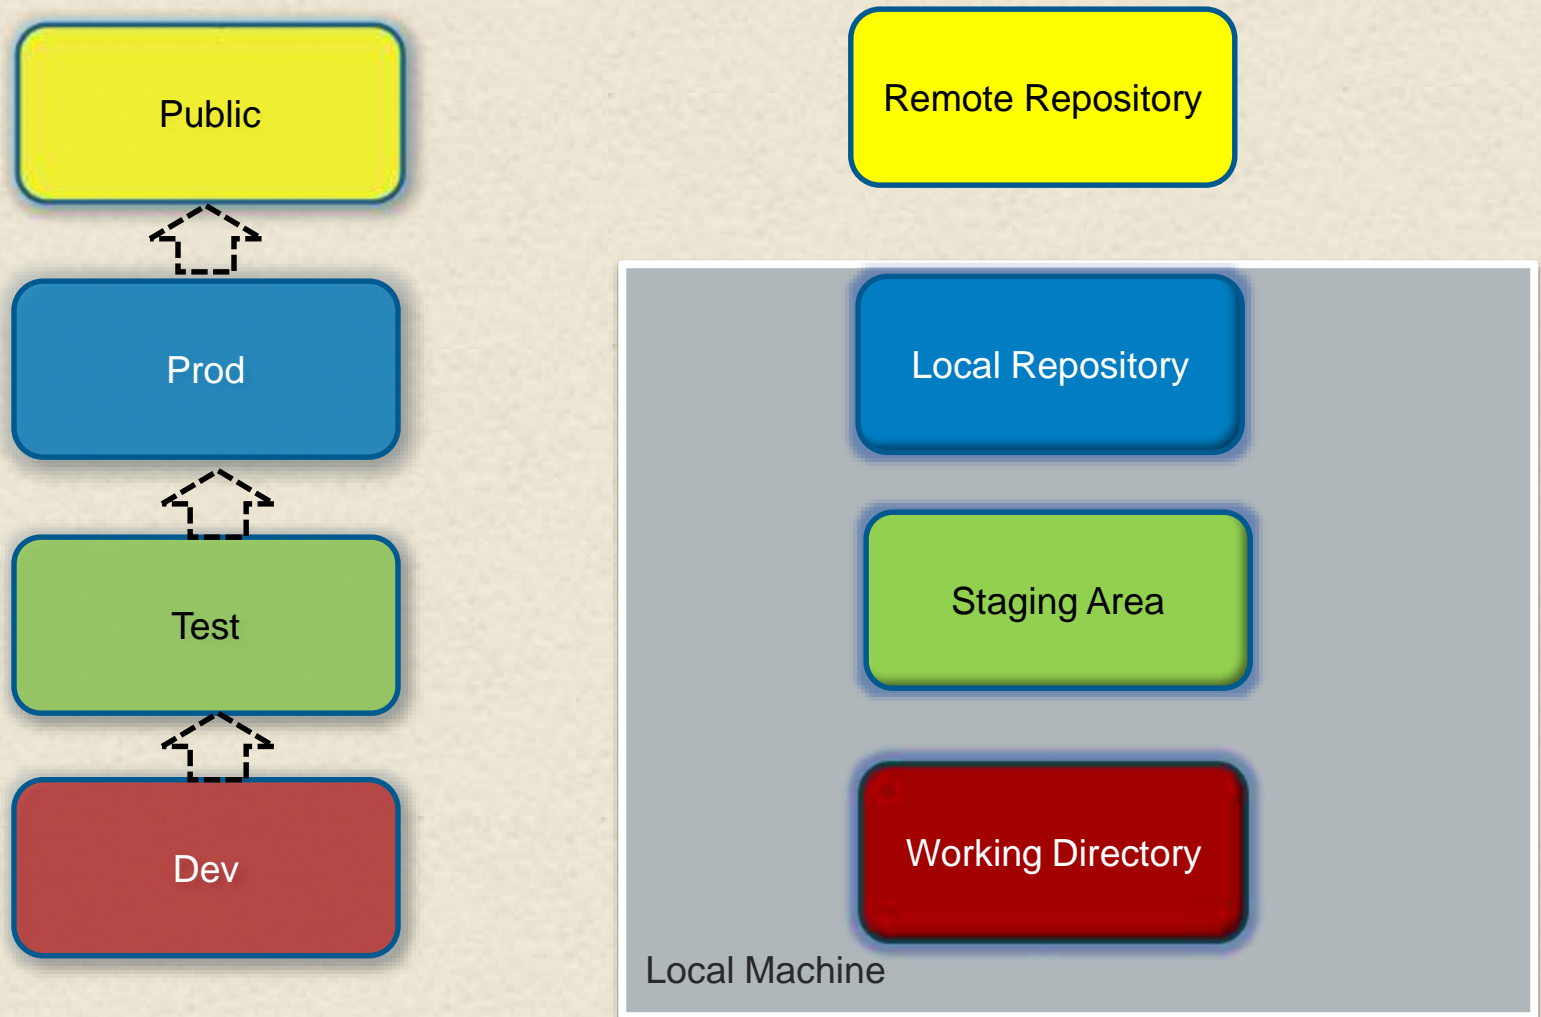 Public
Prod
Test
Dev
Remote Repository
Local Repository
Staging Area
Working Directory
Local Machine